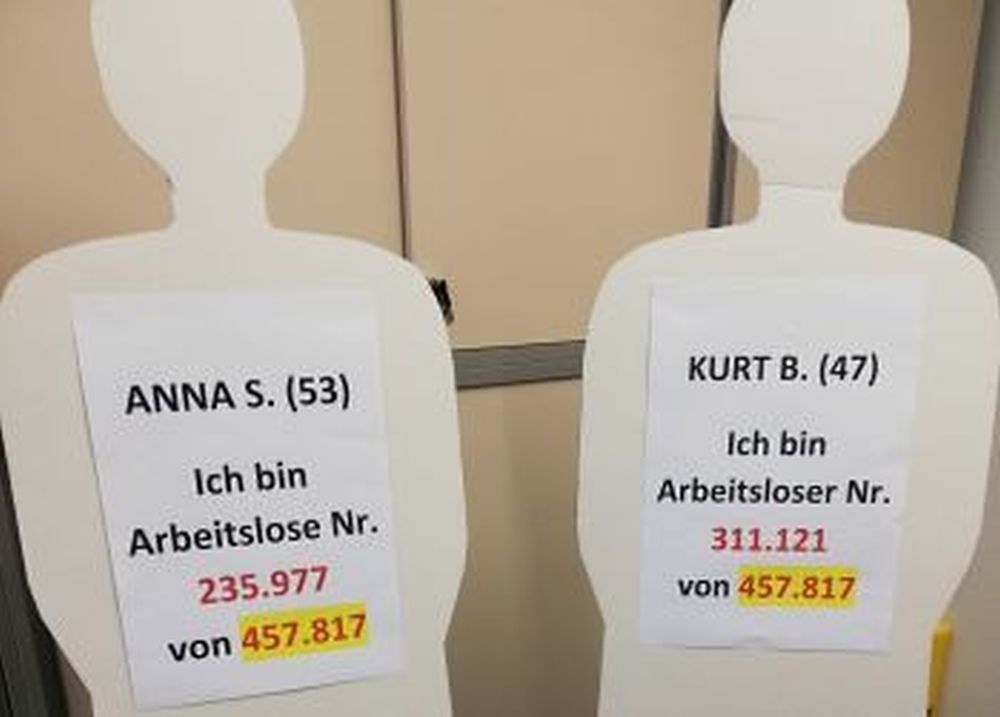 ANNA S. (53)
Ich bin
Arbeitslose Nr.
235.977
von 457.817
KURT B. (47)
Ich bin
Arbeitsloser Nr.
311.121
von 457.817